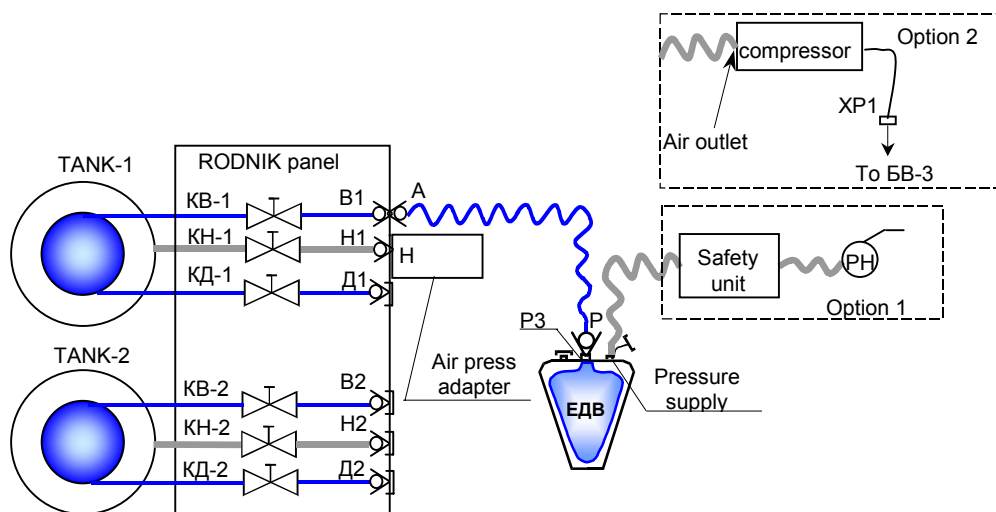 Option 2
compressor
XP1
Air outlet
To БВ-3
RODNIK panel
TANK-1
КВ-1
В1
А
КН-1
Н1
Н
КД-1
Д1
Safety
unit
РН
Option 1
Р3
Р
TANK-2
Air press
adapter
Pressure
supply
КВ-2
В2
ЕДВ
КН-2
Н2
КД-2
Д2